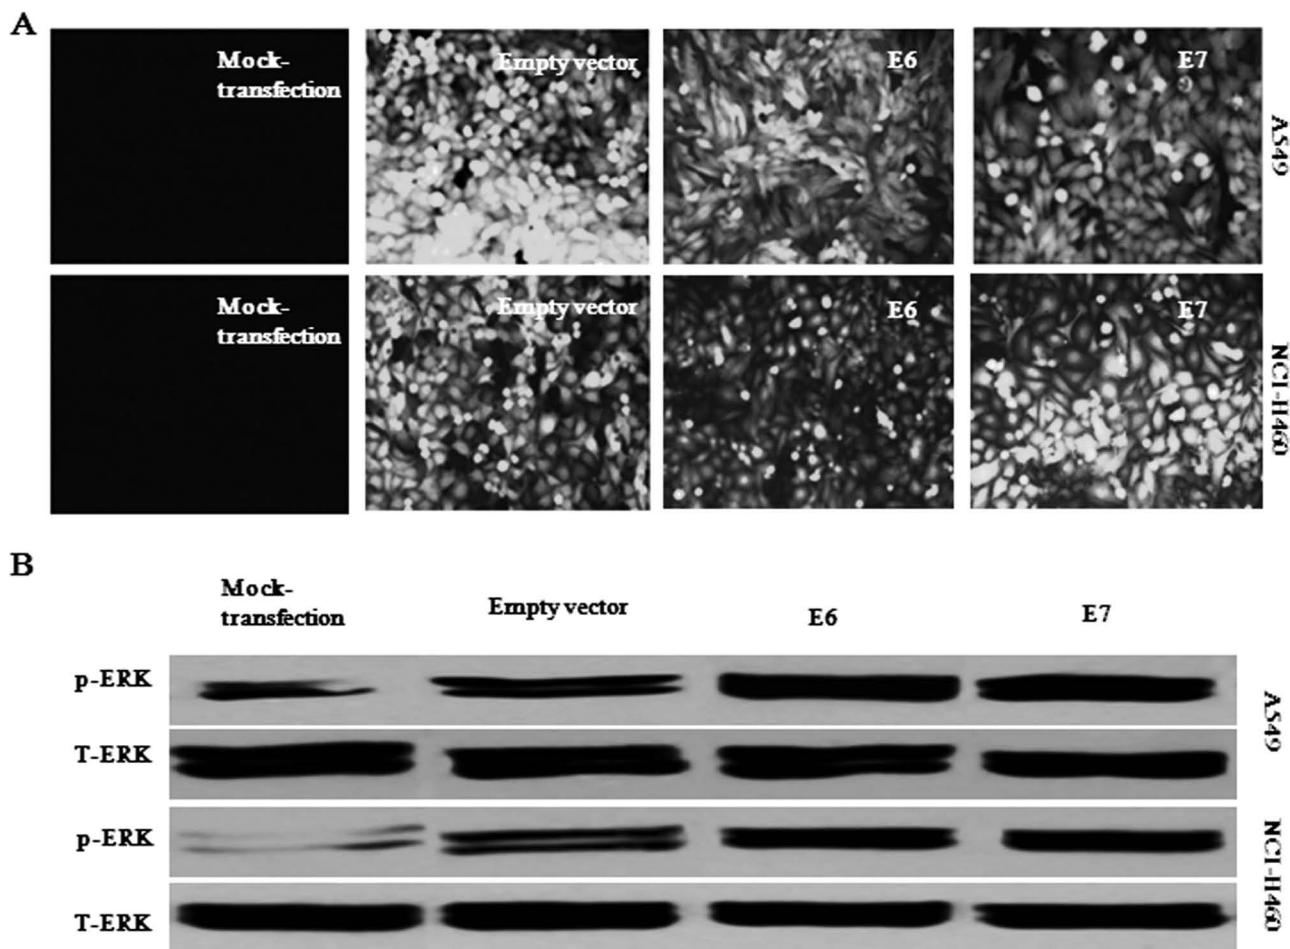 A
Mock-
transfection
Empty vector
E6
E7
A549
Mock-
transfection
Empty vector
E6
E7
NCI-H460
B
Mock-
transfection
Empty vector
E6
E7
p-ERK
T-ERK
A549
p-ERK
T-ERK
NCI-H460